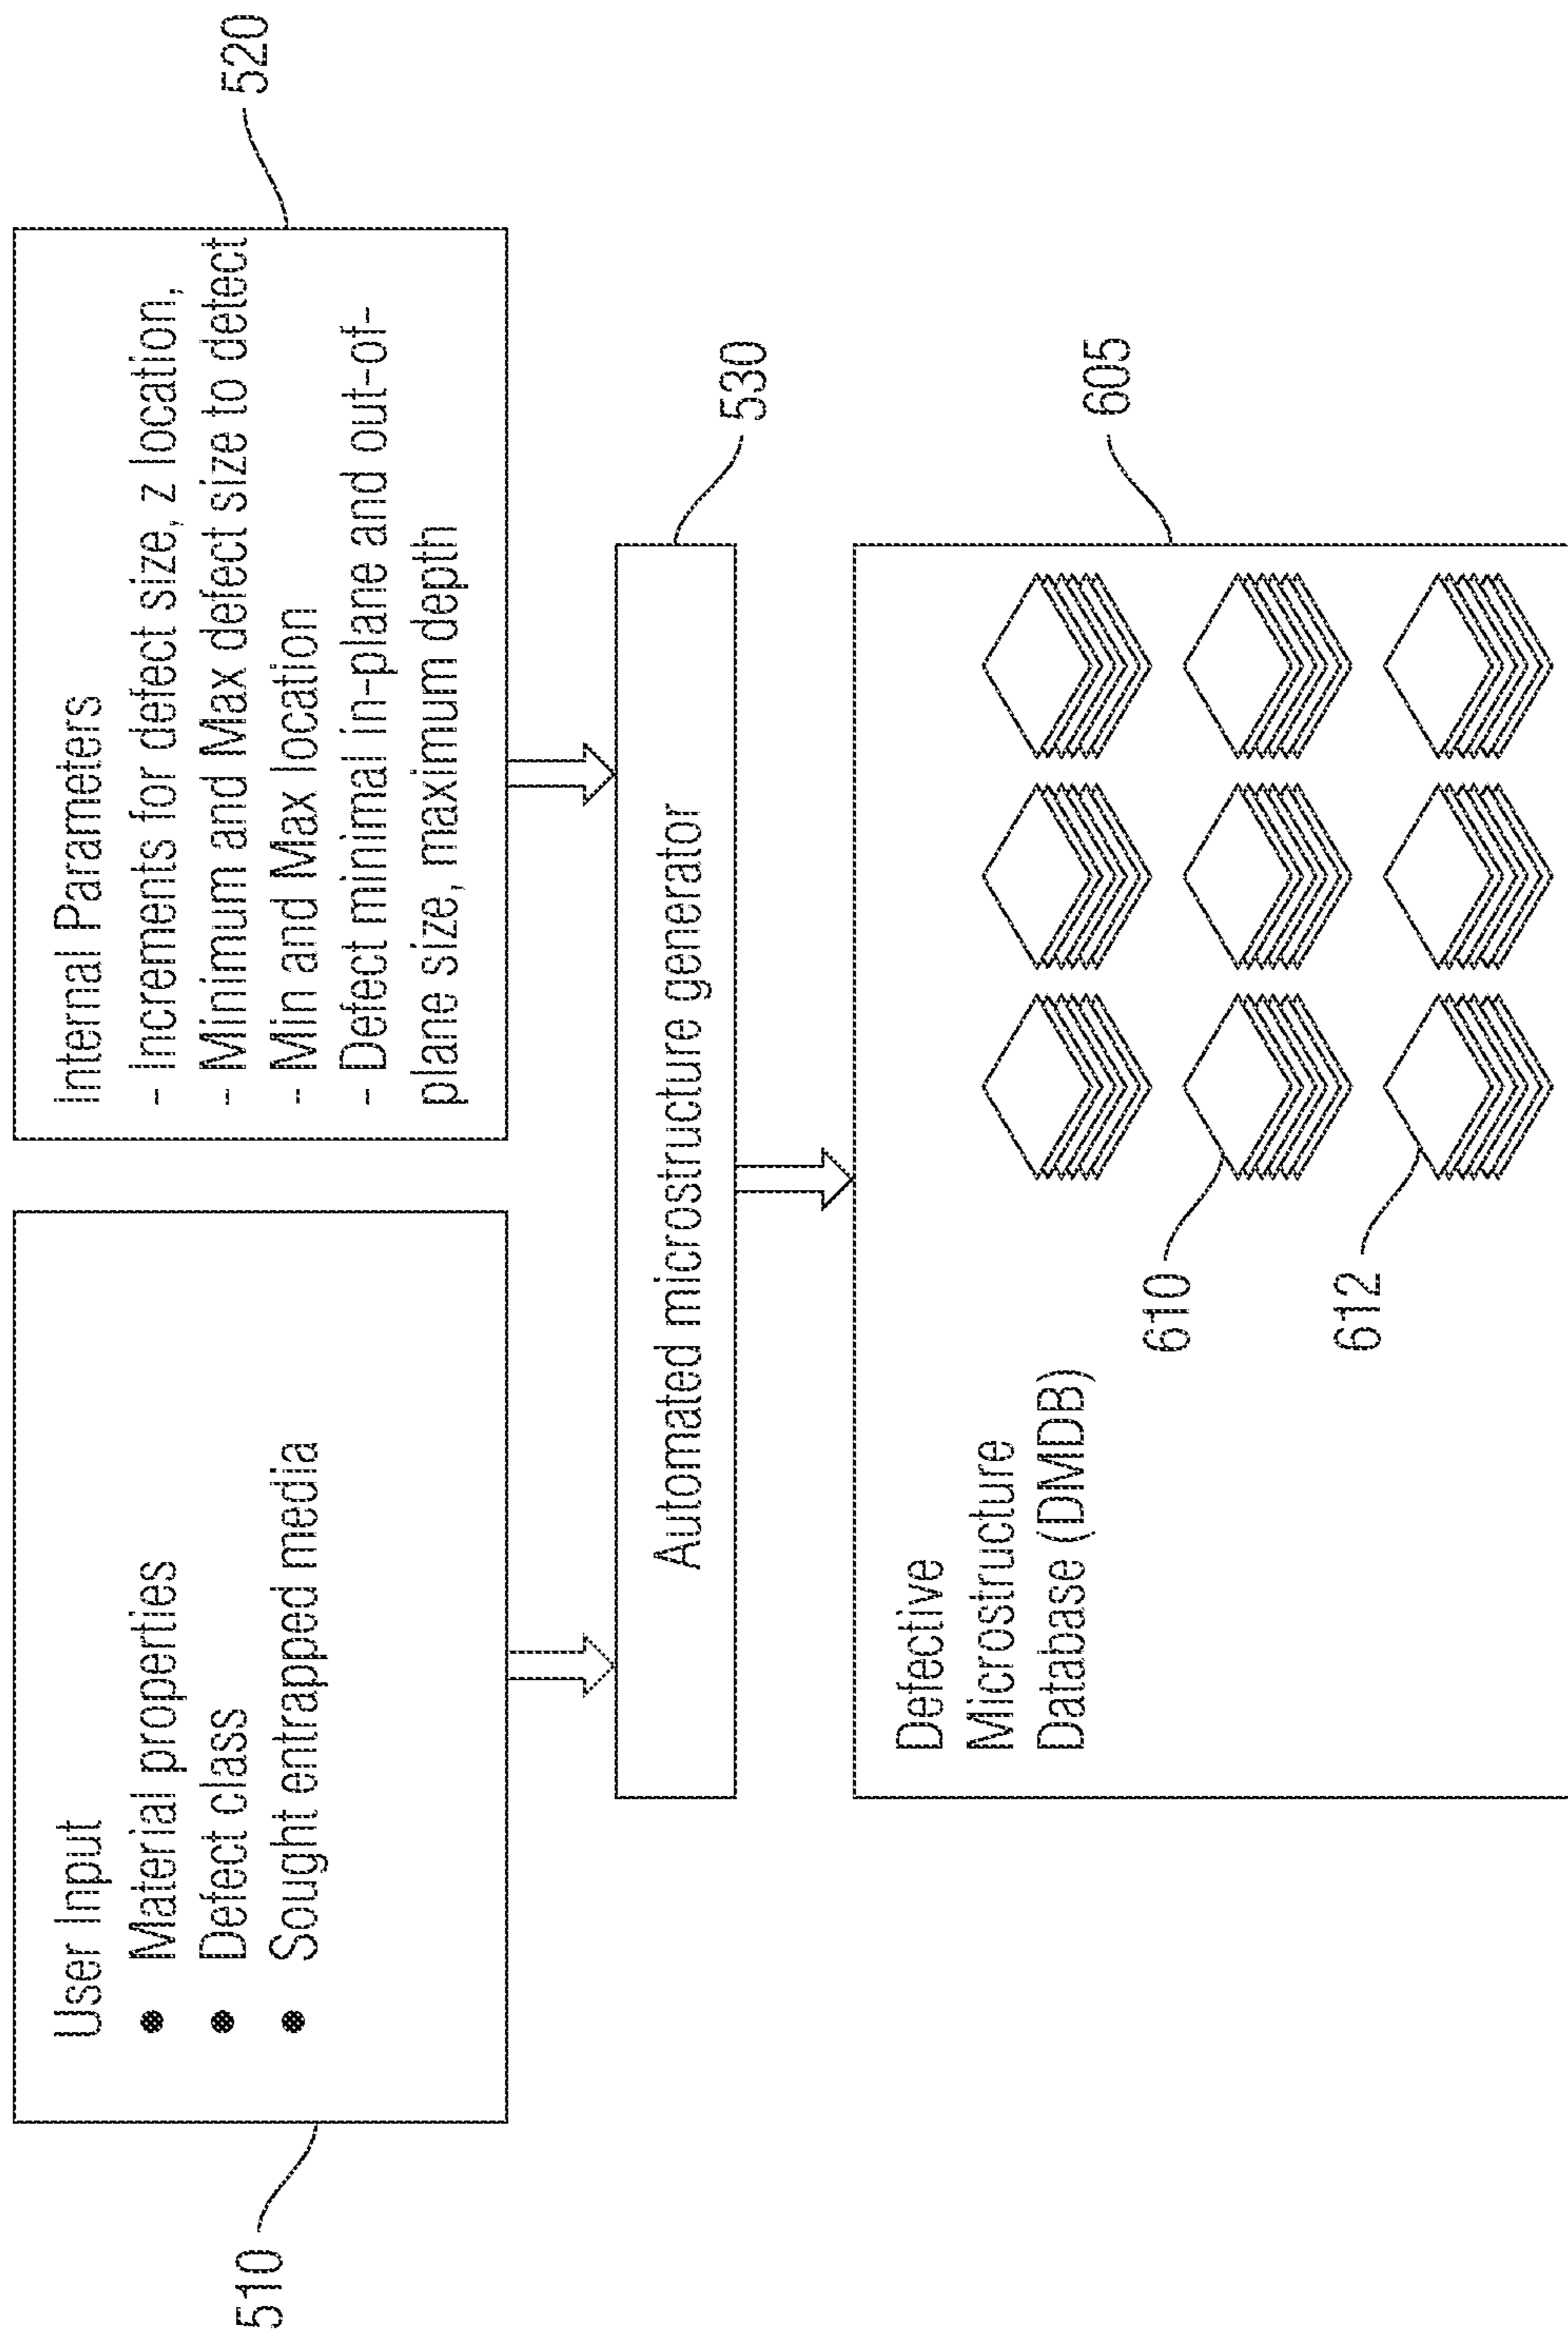 User Input
● Material properties
● Defect class
● Sought entrapped media
510
Internal Parameters
- Increments for defect size, z location,
- Minimum and Max defect size to detect
- Min and Max location
- Defect minimal in-plane and out-of-
plane size, maximum depth
520
Automated microstructure generator
530
Defective
Microstructure
Database (DMDB)
605
610
612